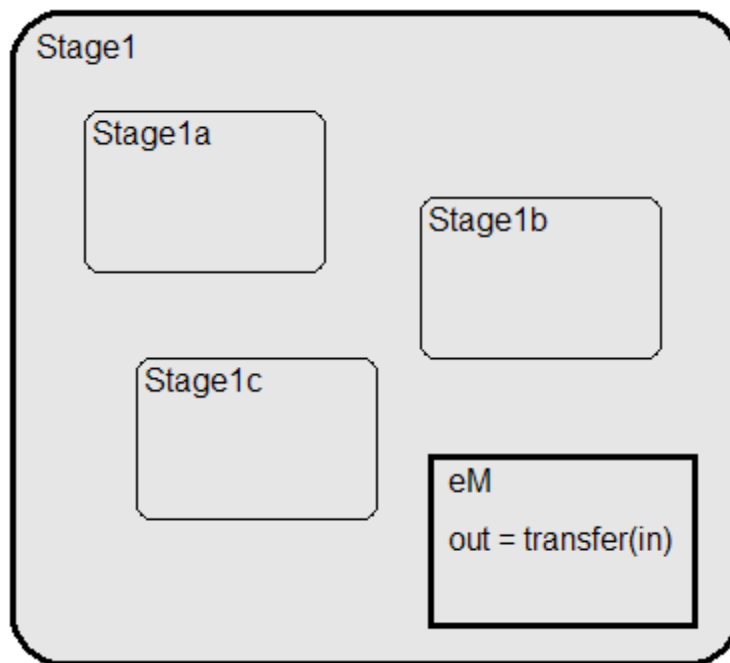 Stage1
Stage1a
Stage1b
Stage1c
eM
out = transfer(in)